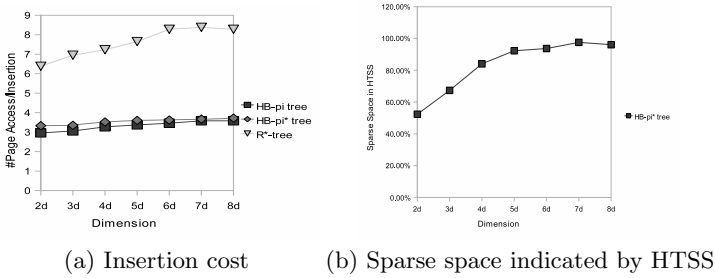 9
8
7
6
5
4
3
2
1
0
#Page Access/Insertion
2d 3d 4d 5d 6d 7d 8d
Dimension
HB-pi tree
HB-pi* tree
R*-tree
(a) Insertion cost
120.00%
100.00%
80.00%
60.00%
40.00%
20.00%
0.00%
Sparse Space in HTSS
2d 3d 4d 5d 6d 7d 8d
Dimension
HB-pi* tree
(b) Sparse space indicated by HTSS